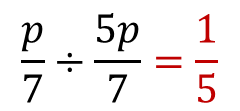 p/7 ÷ 5p/7 = 1/5